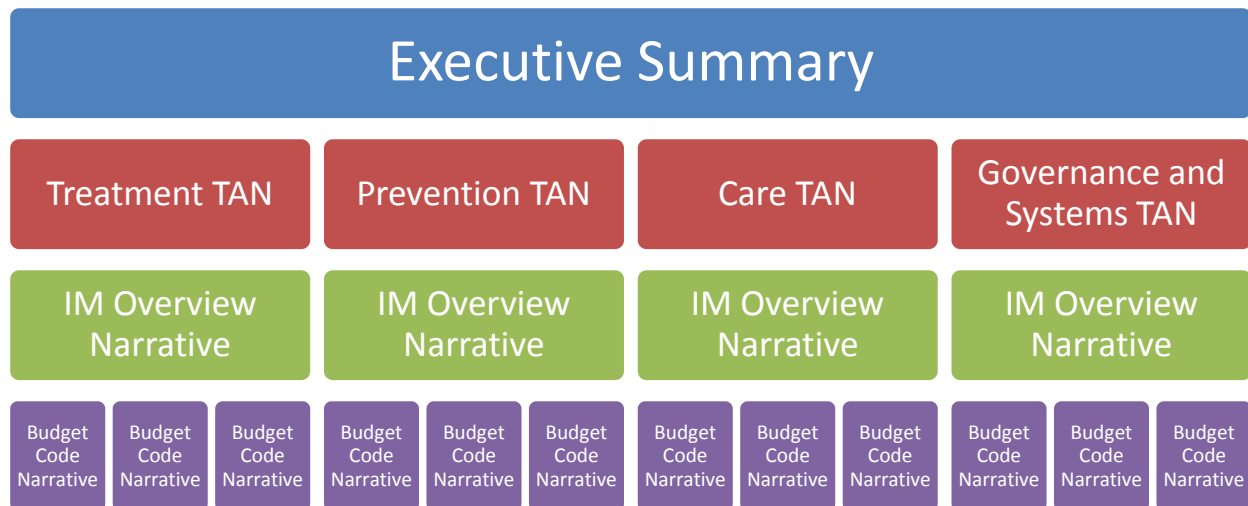 Executive Summary
Treatment TAN
Prevention TAN
Care TAN
Governance and
Systems TAN
IM Overview
Narrative
IM Overview
Narrative
IM Overview
Narrative
IM Overview
Narrative
Budget
Code
Narrative
Budget
Code
Narrative
Budget
Code
Narrative
Budget
Code
Narrative
Budget
Code
Narrative
Budget
Code
Narrative
Budget
Code
Narrative
Budget
Code
Narrative
Budget
Code
Narrative
Budget
Code
Narrative
Budget
Code
Narrative
Budget
Code
Narrative